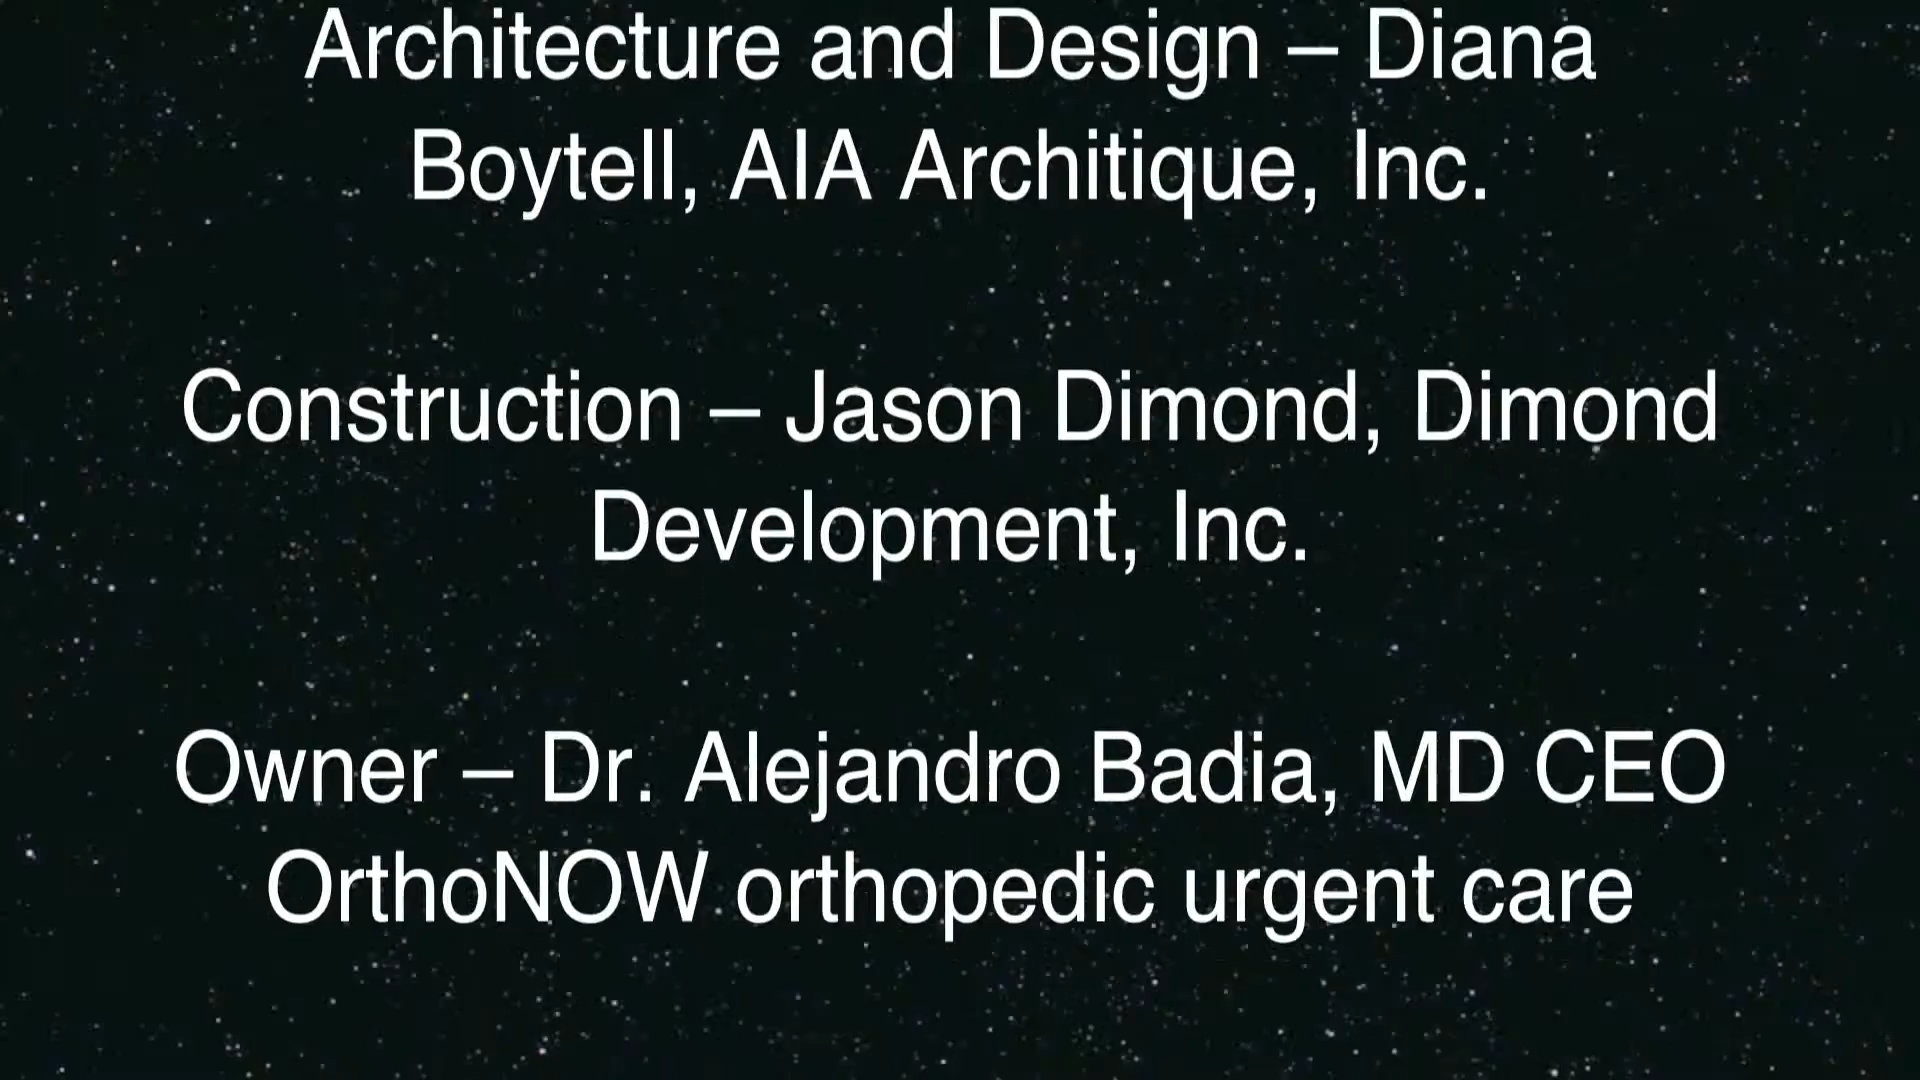 Architecture and Design – Diana
Boytell, AIA Architique, Inc.
Construction – Jason Dimond, Dimond
Development, Inc.
Owner – Dr. Alejandro Badia, MD CEO
OrthoNOW orthopedic urgent care